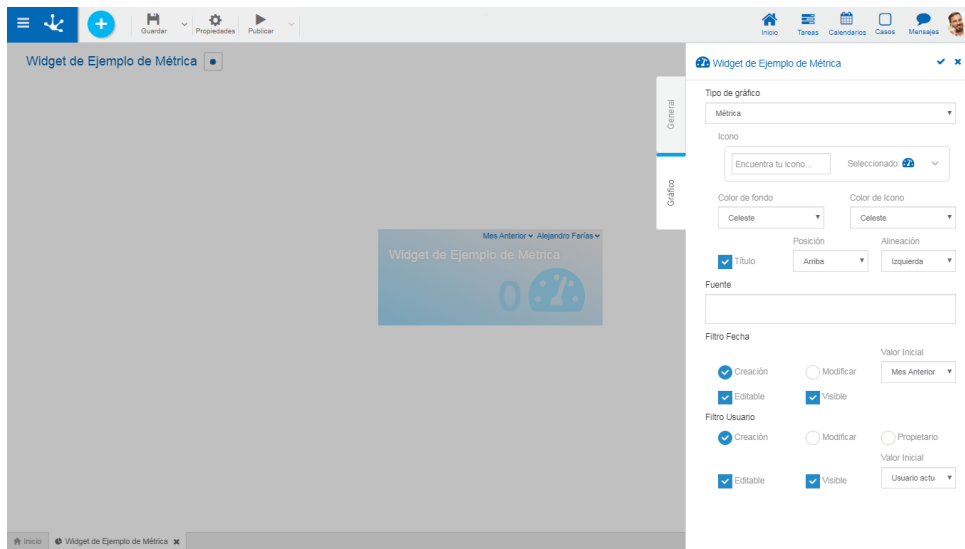 Guardar
Propiedades
Publicar
Inicio
Tareas
Calendarios
Casos
Mensajes
Widget de Ejemplo de Métrica
General
Gráfico
Mes Anterior Alejandro Farías
Widget de Ejemplo de Métrica
0
Widget de Ejemplo de Métrica
Tipo de gráfico
Métrica
Icono
Encuentra tu icono...
Seleccionado:
Color de fondo Color de Icono
Celeste Celeste
Posición Alineación
Título Arriba Izquierda
Fuente
Filtro Fecha
Valor Inicial
Creación Modificar Mes Anterior
Editable Visible
Filtro Usuario
Creación Modificar Propietario
Valor Inicial
Editable Visible Usuario actu
Inicio Widget de Ejemplo de Métrica